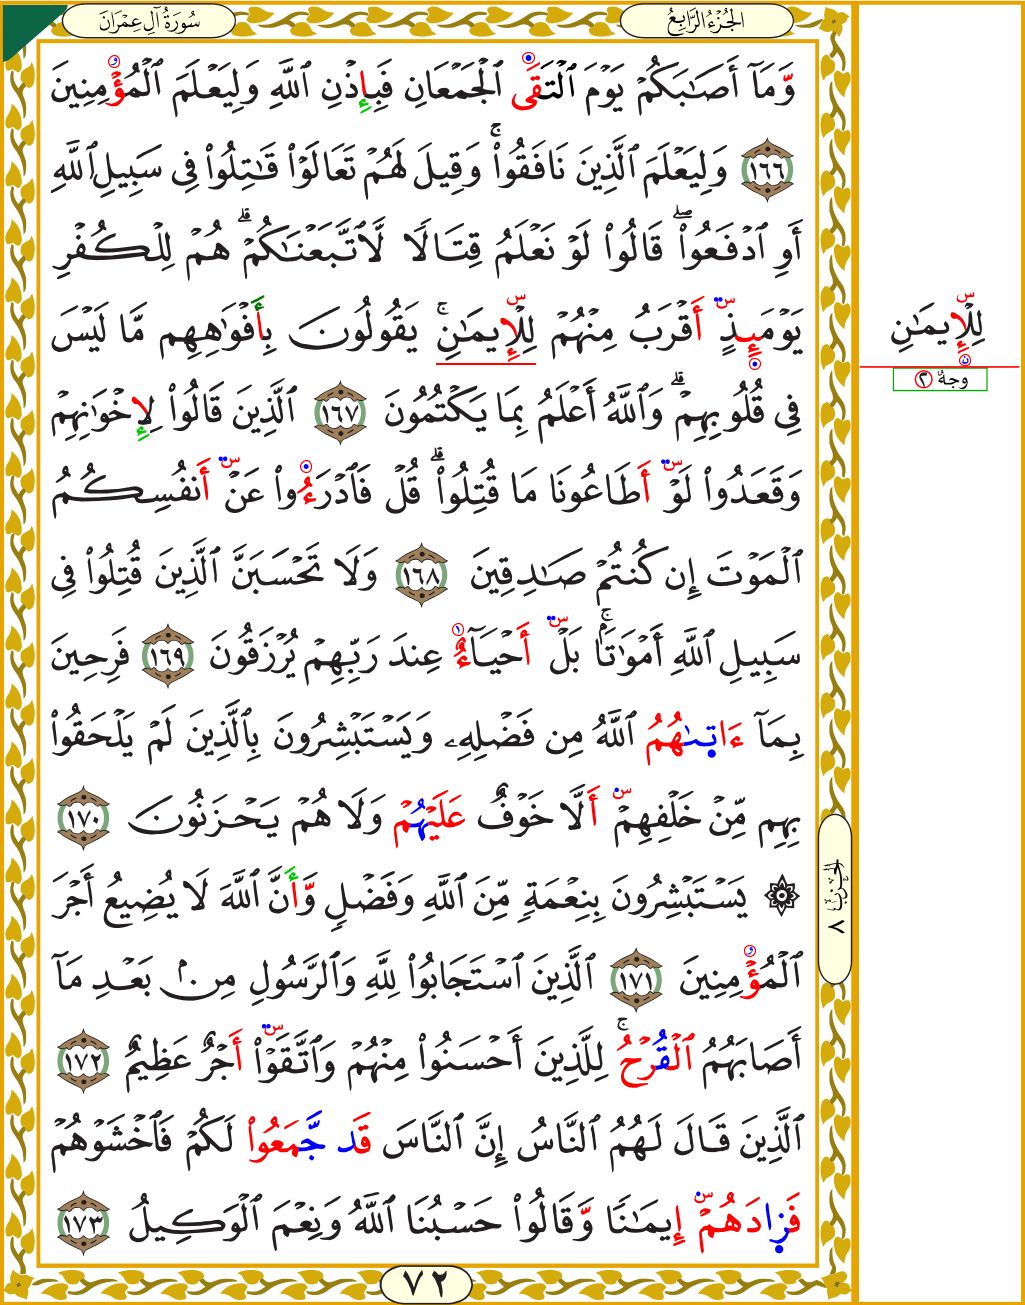 سُورَةُ آلِ عِمْرَانَ
الجُزْءُ الرَّابِعُ
وَّمَآ أَصَـٰبَكُمْ يَوْمَ ٱلْتَقَى ٱلْجَمْعَانِ فَبِإِذْنِ ٱللَّهِ وَلِيَعْلَمَ ٱلْمُؤْمِنِينَ
١٦٦ وَلِيَعْلَمَ ٱلَّذِينَ نَافَقُوا۟ ۚ وَقِيلَ لَهُمْ تَعَالَوْا۟ قَـٰتِلُوا۟ فِى سَبِيلِ ٱللَّهِ
أَوِ ٱدْفَعُوا۟ ۖ قَالُوا۟ لَوْ نَعْلَمُ قِتَالًا لَّٱتَّبَعْنَـٰكُمْ ۗ هُمْ لِلْكُفْرِ
يَوْمَئِذٍ أَقْرَبُ مِنْهُمْ لِلْإِيمَـٰنِ ۚ يَقُولُونَ بِأَفْوَٰهِهِم مَّا لَيْسَ
فِى قُلُوبِهِمْ ۗ وَٱللَّهُ أَعْلَمُ بِمَا يَكْتُمُونَ ١٦٧ ٱلَّذِينَ قَالُوا۟ لِإِخْوَٰنِهِمْ
وَقَعَدُوا۟ لَوْ أَطَاعُونَا مَا قُتِلُوا۟ ۗ قُلْ فَٱدْرَءُوا۟ عَنْ أَنفُسِكُمُ
ٱلْمَوْتَ إِن كُنتُمْ صَـٰدِقِينَ ١٦٨ وَلَا تَحْسَبَنَّ ٱلَّذِينَ قُتِلُوا۟ فِى
سَبِيلِ ٱللَّهِ أَمْوَٰتًۢا ۚ بَلْ أَحْيَآءٌ عِندَ رَبِّهِمْ يُرْزَقُونَ ١٦٩ فَرِحِينَ
بِمَآ ءَاتَىٰهُمُ ٱللَّهُ مِن فَضْلِهِۦ وَيَسْتَبْشِرُونَ بِٱلَّذِينَ لَمْ يَلْحَقُوا۟
بِهِم مِّنْ خَلْفِهِمْ أَلَّا خَوْفٌ عَلَيْهُمْ وَلَا هُمْ يَحْزَنُونَ ١٧٠
۞ يَسْتَبْشِرُونَ بِنِعْمَةٍ مِّنَ ٱللَّهِ وَفَضْلٍ وَّأَنَّ ٱللَّهَ لَا يُضِيعُ أَجْرَ
ٱلْمُؤْمِنِينَ ١٧١ ٱلَّذِينَ ٱسْتَجَابُوا۟ لِلَّهِ وَٱلرَّسُولِ مِنۢ بَعْدِ مَآ
أَصَابَهُمُ ٱلْقُرْحُ ۚ لِلَّذِينَ أَحْسَنُوا۟ مِنْهُمْ وَٱتَّقَوْا۟ أَجْرٌ عَظِيمٌ ١٧٢
ٱلَّذِينَ قَالَ لَهُمُ ٱلنَّاسُ إِنَّ ٱلنَّاسَ قَد جَّمَعُوا۟ لَكُمْ فَٱخْشَوْهُمْ
فَزَادَهُمْ إِيمَـٰنًا وَّقَالُوا۟ حَسْبُنَا ٱللَّهُ وَنِعْمَ ٱلْوَكِيلُ ١٧٣
٧٢
لِلْإِيمَـٰنِ
وجهٌ ٢
الحزب ٨